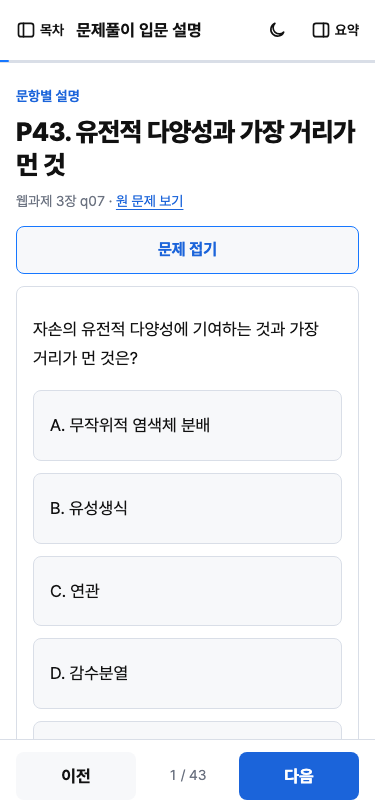 목차 문제풀이 입문 설명 요약
문항별 설명
P43. 유전적 다양성과 가장 거리가
먼 것
웹과제 3장 q07 · 원 문제 보기
문제 접기
자손의 유전적 다양성에 기여하는 것과 가장
거리가 먼 것은?
A. 무작위적 염색체 분배
B. 유성생식
C. 연관
D. 감수분열
이전 1 / 43 다음